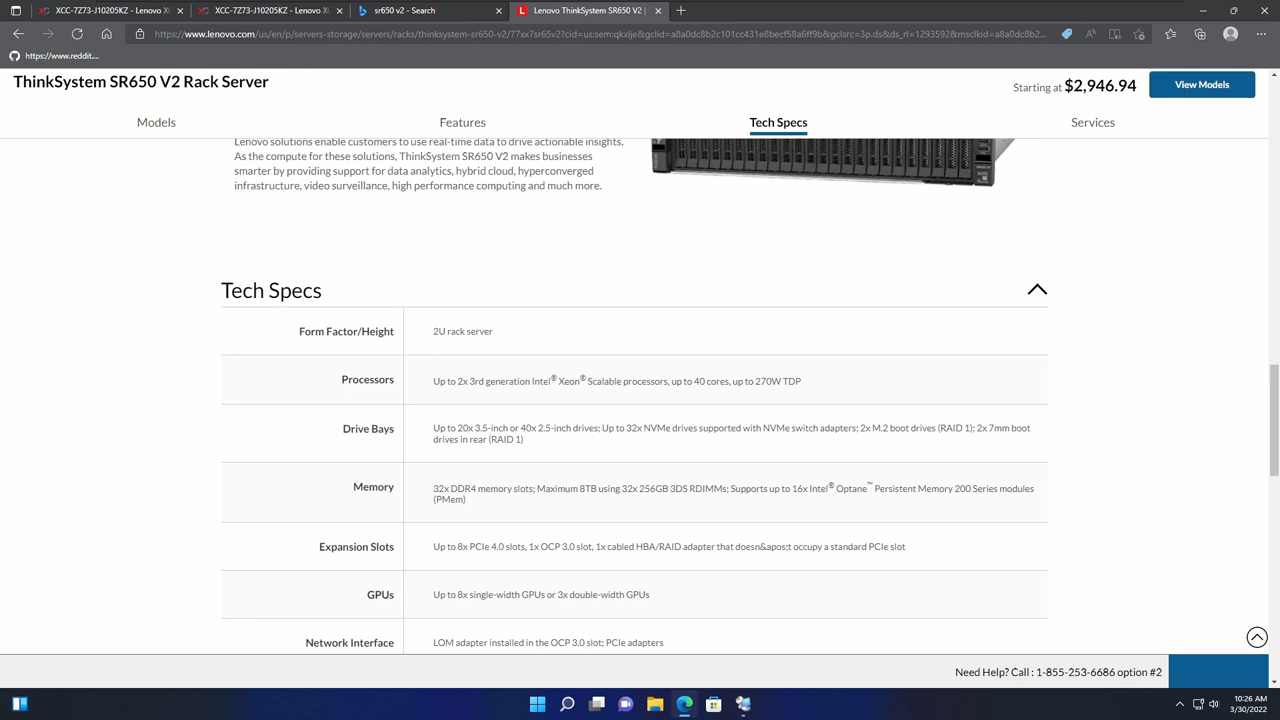 XCC-7Z73-J10205KZ - Lenovo X
XCC-7Z73-J10205KZ - Lenovo X
sr650 v2 - Search
Lenovo ThinkSystem SR650 V2 |
https://www.lenovo.com/us/en/p/servers-storage/servers/racks/thinksystem-sr650-v2/77xx7sr65v2?cid=us:sem:qkxlje&gclid=a8a0dc8b2c101cc431e8becf58a6ff9b&gclsrc=3p.ds&ds_rl=1293592&msclkid=a8a0dc8b2...
https://www.reddit....
ThinkSystem SR650 V2 Rack Server
Starting at $2,946.94
View Models
Models
Features
Tech Specs
Services
Lenovo solutions enable customers to use real-time data to drive actionable insights.
As the compute for these solutions, ThinkSystem SR650 V2 makes businesses
smarter by providing support for data analytics, hybrid cloud, hyperconverged
infrastructure, video surveillance, high performance computing and much more.
Tech Specs
Form Factor/Height
2U rack server
Processors
Up to 2x 3rd generation Intel® Xeon® Scalable processors, up to 40 cores, up to 270W TDP
Drive Bays
Up to 20x 3.5-inch or 40x 2.5-inch drives; Up to 32x NVMe drives supported with NVMe switch adapters; 2x M.2 boot drives (RAID 1); 2x 7mm boot
drives in rear (RAID 1)
Memory
32x DDR4 memory slots; Maximum 8TB using 32x 256GB 3DS RDIMMs; Supports up to 16x Intel® Optane™ Persistent Memory 200 Series modules
(PMem)
Expansion Slots
Up to 8x PCIe 4.0 slots, 1x OCP 3.0 slot, 1x cabled HBA/RAID adapter that doesn&apos;t occupy a standard PCIe slot
GPUs
Up to 8x single-width GPUs or 3x double-width GPUs
Network Interface
LOM adapter installed in the OCP 3.0 slot; PCIe adapters
Need Help? Call : 1-855-253-6686 option #2
10:26 AM
3/30/2022